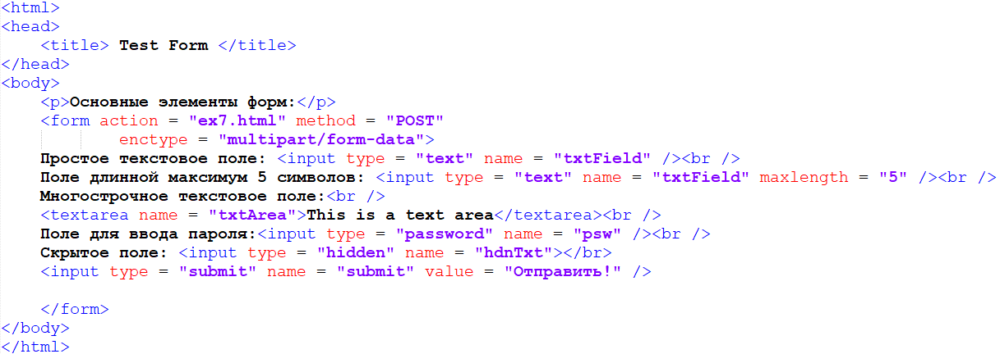 <html>
<head>
    <title> Test Form </title>
</head>
<body>
    <p>Основные элементы форм:</p>
    <form action = "ex7.html" method = "POST"
            enctype = "multipart/form-data">
    Простое текстовое поле: <input type = "text" name = "txtField" /><br />
    Поле длинной максимум 5 символов: <input type = "text" name = "txtField" maxlength = "5" /><br />
    Многострочное текстовое поле:<br />
    <textarea name = "txtArea">This is a text area</textarea><br />
    Поле для ввода пароля:<input type = "password" name = "psw" /><br />
    Скрытое поле: <input type = "hidden" name = "hdnTxt"></br>
    <input type = "submit" name = "submit" value = "Отправить!" />
    </form>
</body>
</html>